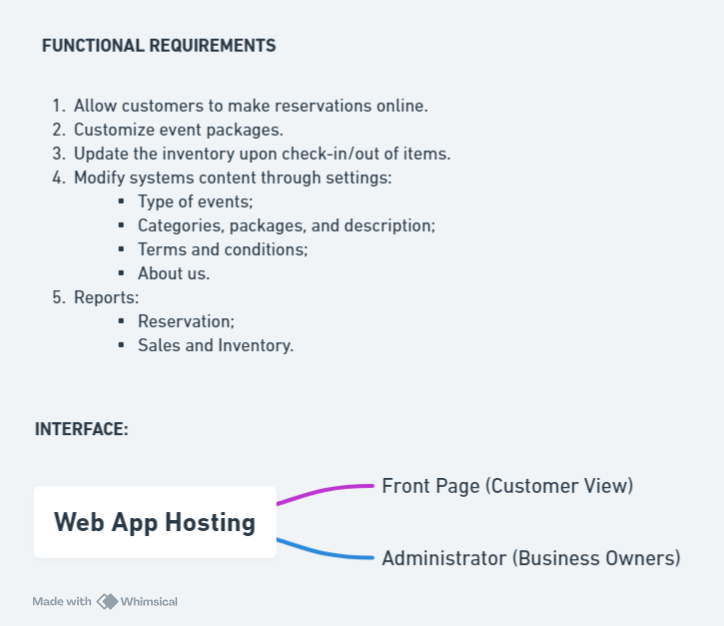 FUNCTIONAL REQUIREMENTS
1. Allow customers to make reservations online.
2. Customize event packages.
3. Update the inventory upon check-in/out of items.
4. Modify systems content through settings:
▪ Type of events;
▪ Categories, packages, and description;
▪ Terms and conditions;
▪ About us.
5. Reports:
▪ Reservation;
▪ Sales and Inventory.
INTERFACE:
Front Page (Customer View)
Web App Hosting
Administrator (Business Owners)
Made with Whimsical